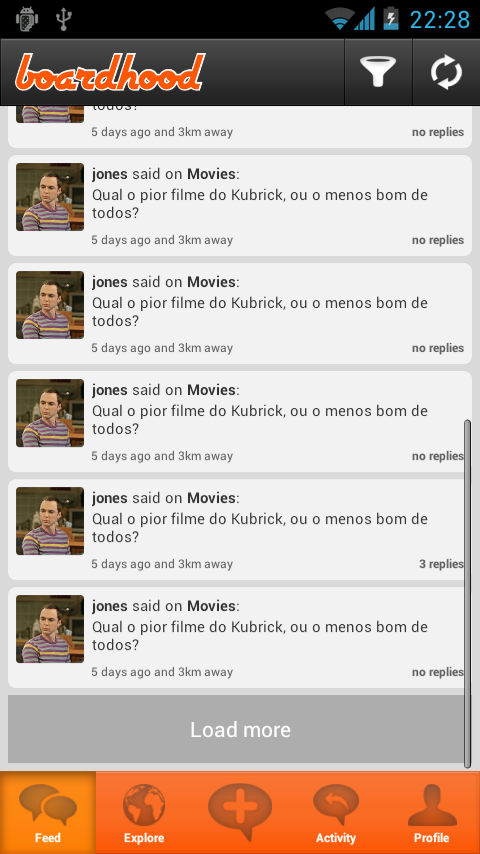 22:28
boardhood
todos?
5 days ago and 3km away no replies
jones said on Movies:
Qual o pior filme do Kubrick, ou o menos bom de
todos?
5 days ago and 3km away no replies
jones said on Movies:
Qual o pior filme do Kubrick, ou o menos bom de
todos?
5 days ago and 3km away no replies
jones said on Movies:
Qual o pior filme do Kubrick, ou o menos bom de
todos?
5 days ago and 3km away no replies
jones said on Movies:
Qual o pior filme do Kubrick, ou o menos bom de
todos?
5 days ago and 3km away 3 replies
jones said on Movies:
Qual o pior filme do Kubrick, ou o menos bom de
todos?
5 days ago and 3km away no replies
Load more
Feed Explore Activity Profile